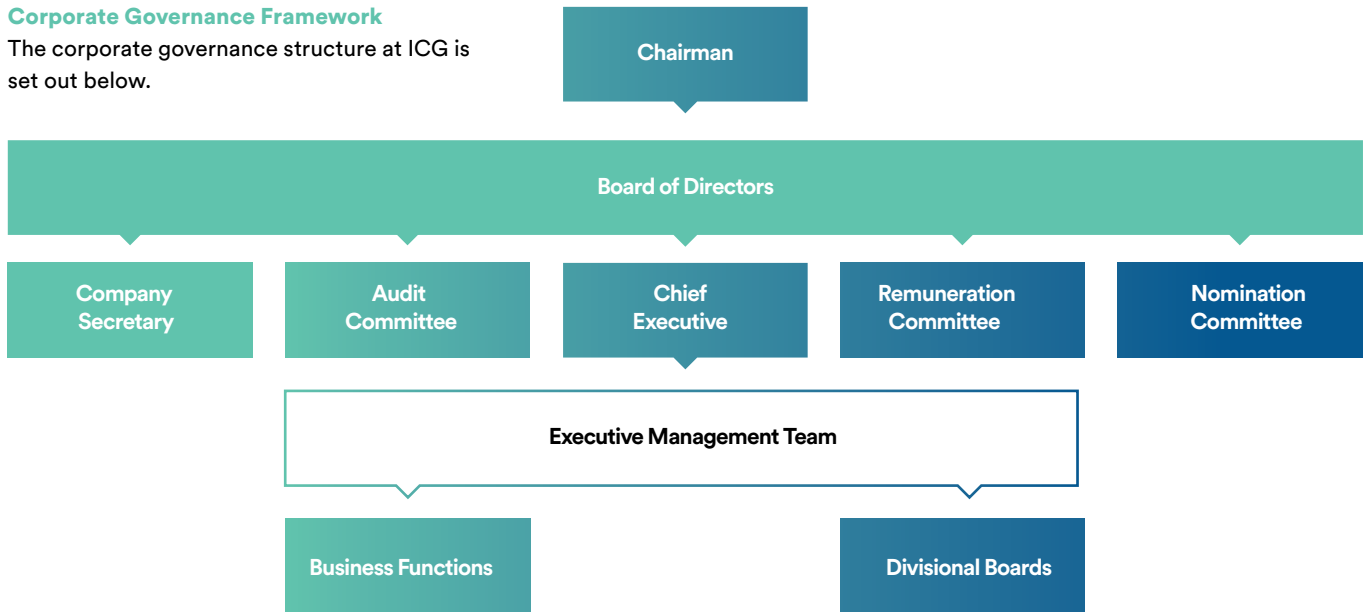 Corporate Governance Framework
The corporate governance structure at ICG is
set out below.
Chairman
Board of Directors
Company
Secretary
Audit
Committee
Chief
Executive
Remuneration
Committee
Nomination
Committee
Executive Management Team
Business Functions
Divisional Boards